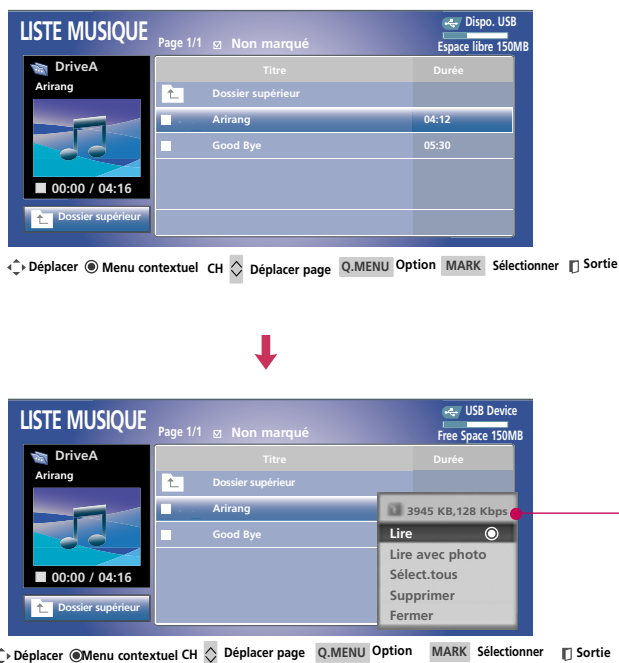 LISTE MUSIQUE
Page 1/1 Non marqué
Dispo. USB
Espace libre 150MB
DriveA
Arirang
00:00 / 04:16
Dossier supérieur
Titre Durée
Dossier supérieur
Arirang 04:12
Good Bye 05:30
Déplacer Menu contextuel CH Déplacer page Q.MENU Option MARK Sélectionner Sortie
LISTE MUSIQUE
Page 1/1 Non marqué
USB Device
Free Space 150MB
DriveA
Arirang
00:00 / 04:16
Dossier supérieur
Titre Durée
Dossier supérieur
Arirang
Good Bye
3945 KB,128 Kbps
Lire
Lire avec photo
Sélect.tous
Supprimer
Fermer
Déplacer Menu contextuel CH Déplacer page Q.MENU Option MARK Sélectionner Sortie